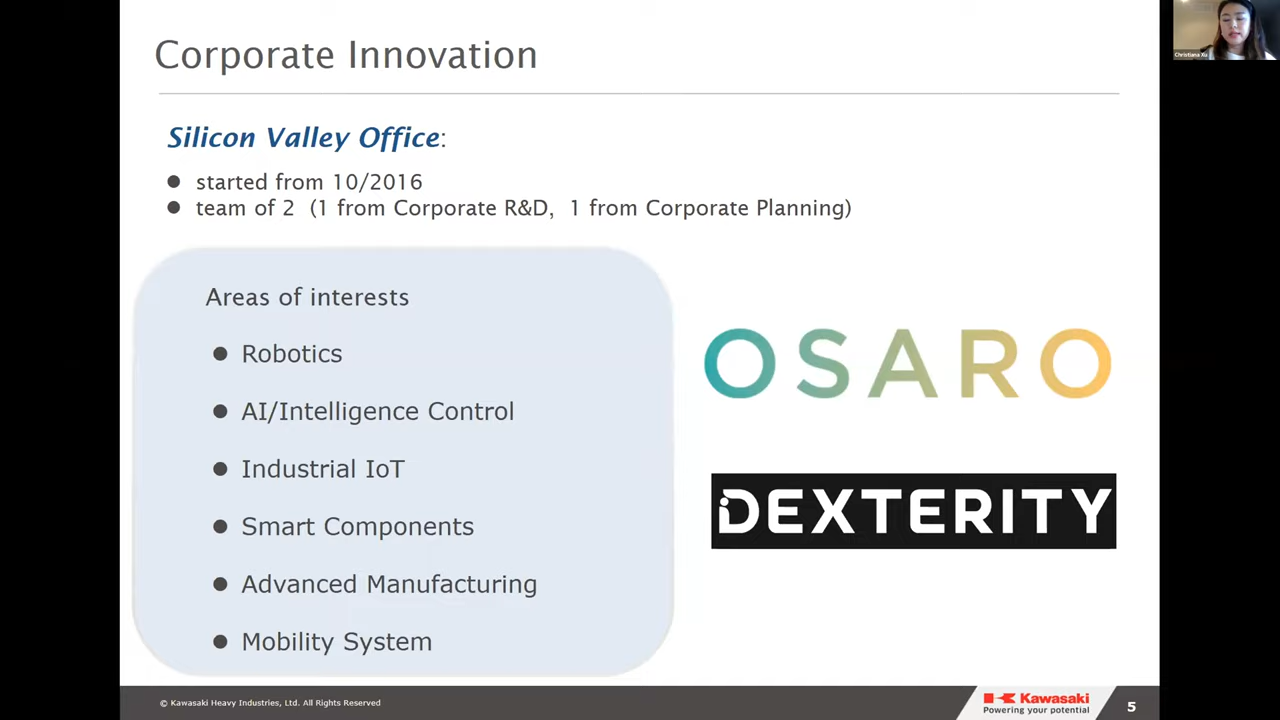 Corporate Innovation
Christiana Xu
Silicon Valley Office:
● started from 10/2016
● team of 2 (1 from Corporate R&D, 1 from Corporate Planning)
Areas of interests
● Robotics
● AI/Intelligence Control
● Industrial IoT
● Smart Components
● Advanced Manufacturing
● Mobility System
OSARO
DEXTERITY
© Kawasaki Heavy Industries, Ltd. All Rights Reserved
Kawasaki
Powering your potential
5